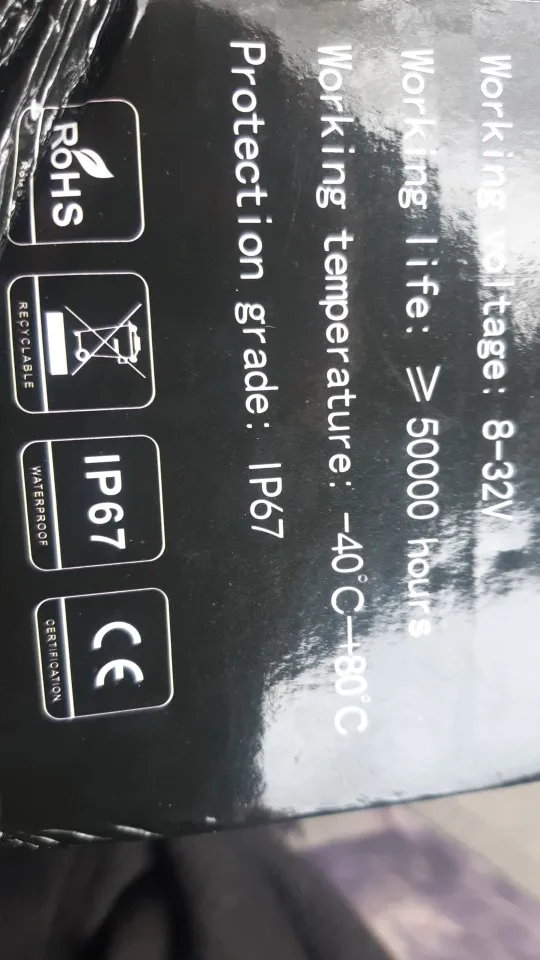 Working voltage: 8-32V
Working life: ≥50000 hours
Working temperature: -40°C-+80°C
Protection grade: IP67
RoHS
RoHS
RECYCLABLE
IP67
WATERPROOF
CE
CERTIFICATION